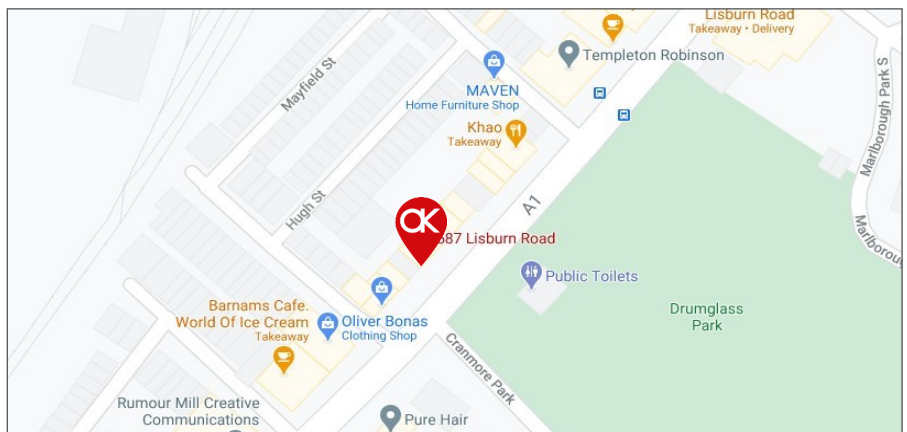 Lisburn Road
Takeaway • Delivery
Templeton Robinson
Mayfield St
MAVEN
Home Furniture Shop
Khao
Takeaway
Marlborough Park S
Hugh St
A1
OK
587 Lisburn Road
Marlborough
Public Toilets
Barnams Cafe.
World Of Ice Cream
Takeaway
Oliver Bonas
Clothing Shop
Drumglass
Park
Cranmore Park
Rumour Mill Creative
Communications
Pure Hair